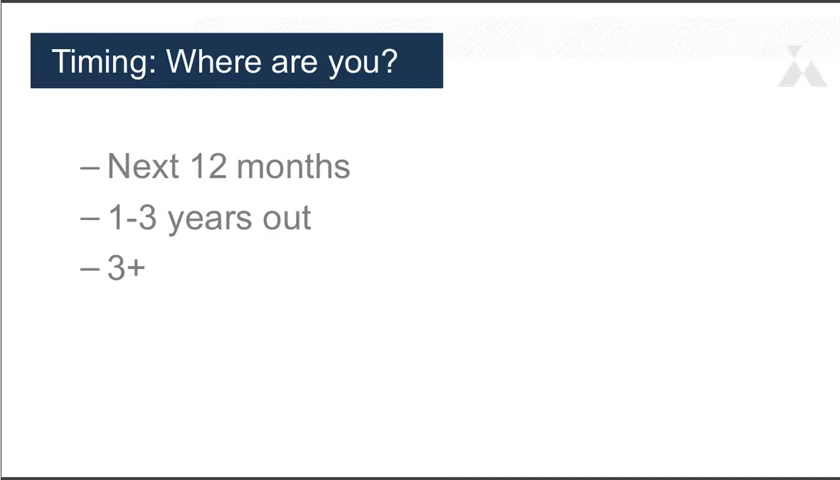 Timing: Where are you?
– Next 12 months
– 1-3 years out
– 3+